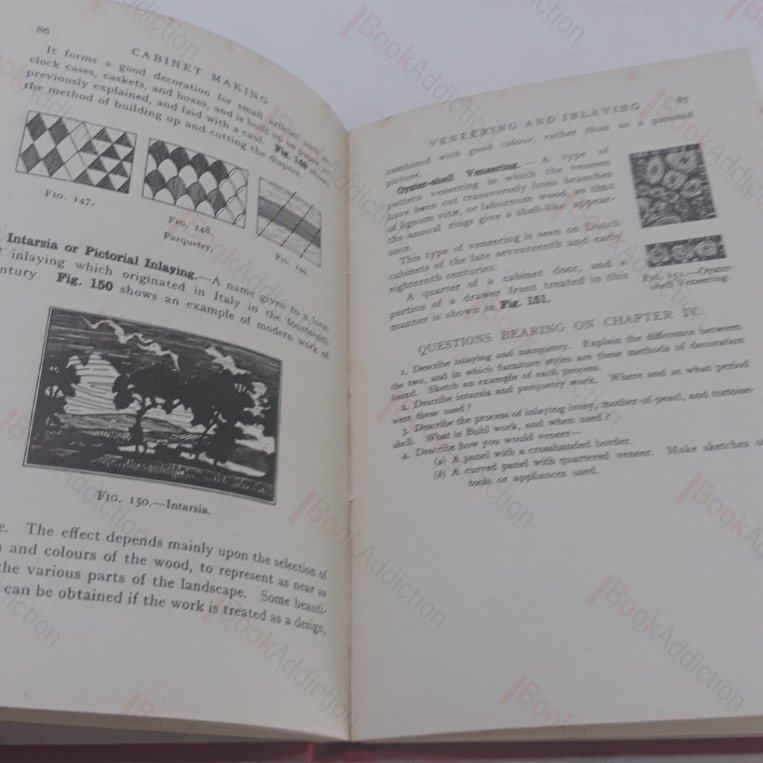 86
CABINET MAKING
It forms a good decoration for small articles, such as
clock cases, caskets, and boxes, and is built up on paper as
previously explained, and laid with a caul. Fig. 149 shows
the method of building up and cutting the diapers.
FIG. 147.
FIG. 148.
Parquetry.
FIG. 149.
Intarsia or Pictorial Inlaying.—A name given to a form
inlaying which originated in Italy in the fourteenth
ntury. Fig. 150 shows an example of modern work of
FIG. 150.—Intarsia.
e. The effect depends mainly upon the selection of
and colours of the wood, to represent as near as
the various parts of the landscape. Some beauti-
can be obtained if the work is treated as a design,
VENEERING AND INLAYING
87
combined with good colour, rather than as a painted
picture.
Oyster-shell Veneering.—A type of
pattern veneering in which the veneers
have been cut transversely from branches
of lignum vitæ, or laburnum wood, so that
the annual rings give a shell-like appear-
ance.
This type of veneering is seen on Dutch
cabinets of the late seventeenth and early
eighteenth centuries.
A quarter of a cabinet door, and a
portion of a drawer front treated in this
manner is shown in Fig. 151.
FIG. 151.—Oyster-
shell Veneering.
QUESTIONS BEARING ON CHAPTER IV
1. Describe inlaying and marquetry. Explain the difference between
the two, and in which furniture styles are these methods of decoration
found. Sketch an example of each process.
2. Describe intarsia and parquetry work. Where and at what period
were these used?
3. Describe the process of inlaying ivory, mother-of-pearl, and tortoise-
shell. What is Buhl work, and when used?
4. Describe how you would veneer—
(a) A panel with a crossbanded border.
(b) A curved panel with quartered veneer. Make sketches of
tools or appliances used.
BookAddiction